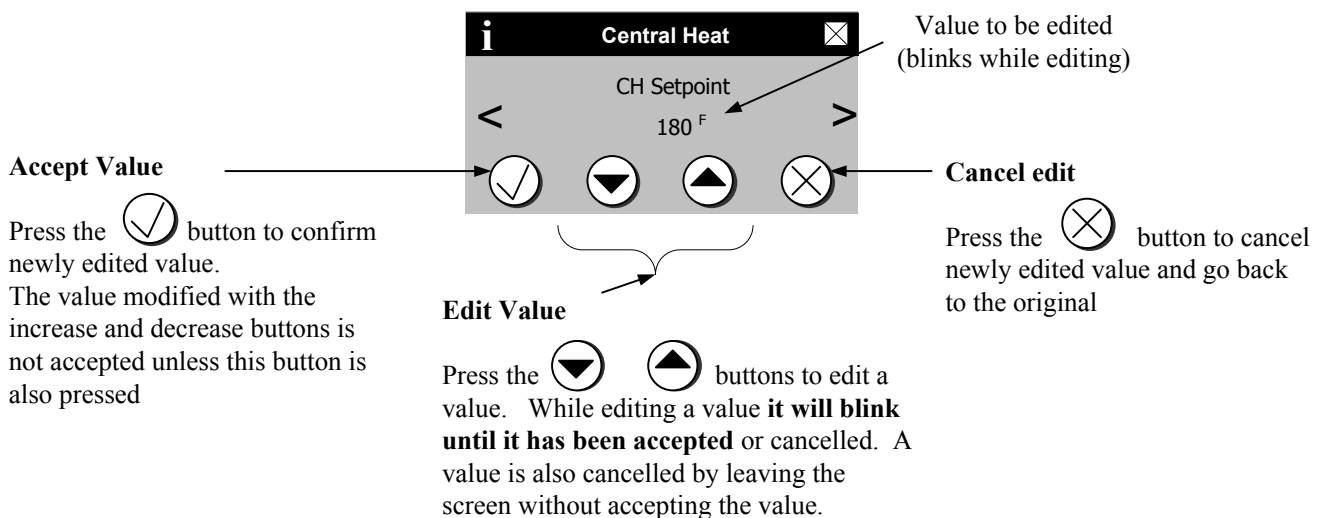 i Central Heat
CH Setpoint
< 180 F >
Value to be edited
(blinks while editing)
Accept Value
Press the button to confirm
newly edited value.
The value modified with the
increase and decrease buttons is
not accepted unless this button is
also pressed
Edit Value
Press the buttons to edit a
value. While editing a value it will blink
until it has been accepted or cancelled. A
value is also cancelled by leaving the
screen without accepting the value.
Cancel edit
Press the button to cancel
newly edited value and go back
to the original